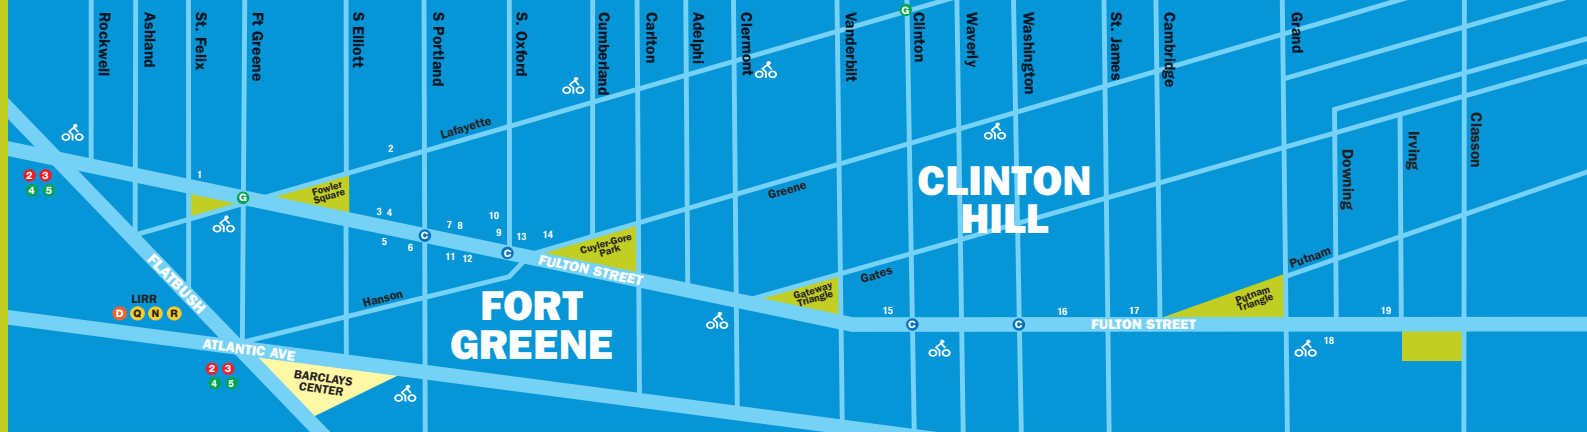 Rockwell
Ashland
St. Felix
Ft Greene
S Elliott
S Portland
S. Oxford
Cumberland
Carlton
Adelphi
Clermont
Vanderbilt
G
Clinton
Waverly
Washington
St. James
Cambridge
Grand
Classon
Downing
Irving
Lafayette
2
1
2 3
4 5
G
Fowler
Square
3 4
5
6
C
7 8
9
10
11 12
C
13
14
Cuyler-Gore
Park
FULTON STREET
Greene
CLINTON
HILL
Gates
Gateway
Triangle
Putnam
Putnam
Triangle
FLATBUSH
LIRR
D Q N R
Hanson
FORT
GREENE
ATLANTIC AVE
2 3
4 5
BARCLAYS
CENTER
15
C
C
16
17
FULTON STREET
18
19